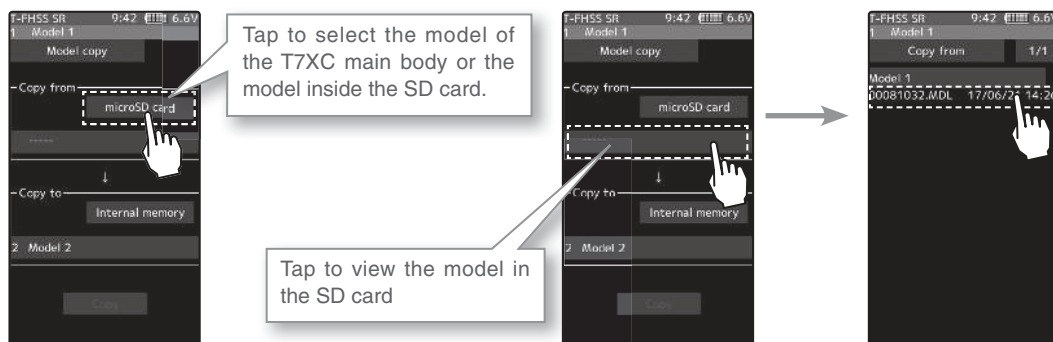 T-FHSS SR 9:42 6.6V
1 Model 1
Model copy
Copy from
microSD card
-----
↓
Copy to
Internal memory
2 Model 2
Copy
Tap to select the model of
the T7XC main body or the
model inside the SD card.
T-FHSS SR 9:42 6.6V
1 Model 1
Model copy
Copy from
microSD card
-----
↓
Copy to
Internal memory
2 Model 2
Copy
Tap to view the model in
the SD card
T-FHSS SR 9:42 6.6V
1 Model 1
Copy from 1/1
Model 1
00081032.MDL 14:26